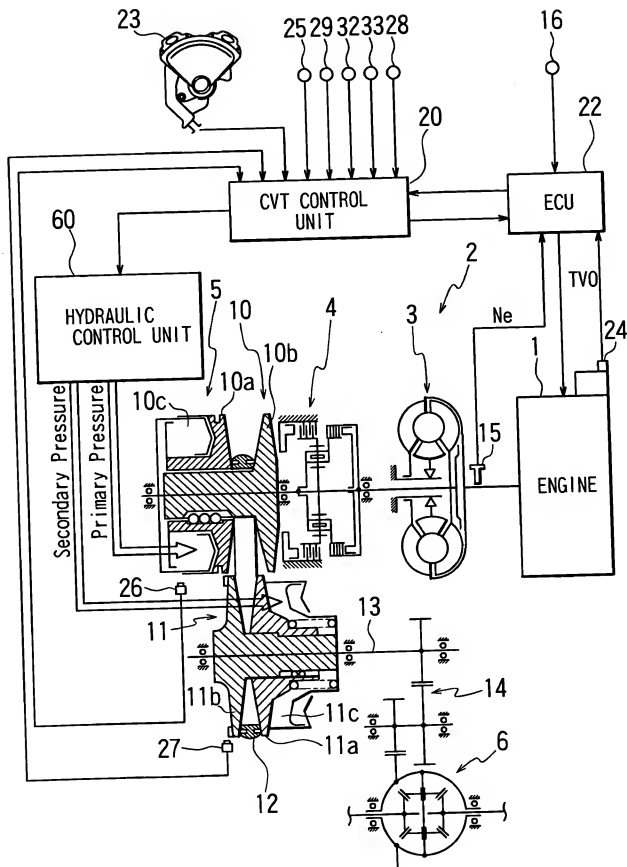 23
25 29 32 33 28
16
20
22
CVT CONTROL
UNIT
ECU
60
HYDRAULIC
CONTROL UNIT
2
TVO
Ne
5
10
4
3
1
24
10a
10b
10c
15
ENGINE
Secondary Pressure
Primary Pressure
26
11
13
14
11b
11c
27
11a
12
6